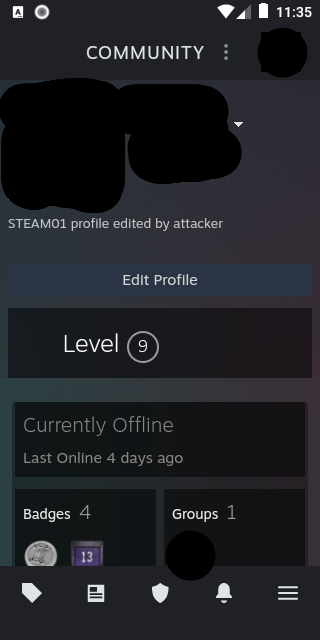 11:35
COMMUNITY
STEAM01 profile edited by attacker
Edit Profile
Level 9
Currently Offline
Last Online 4 days ago
Badges 4
Groups 1
13